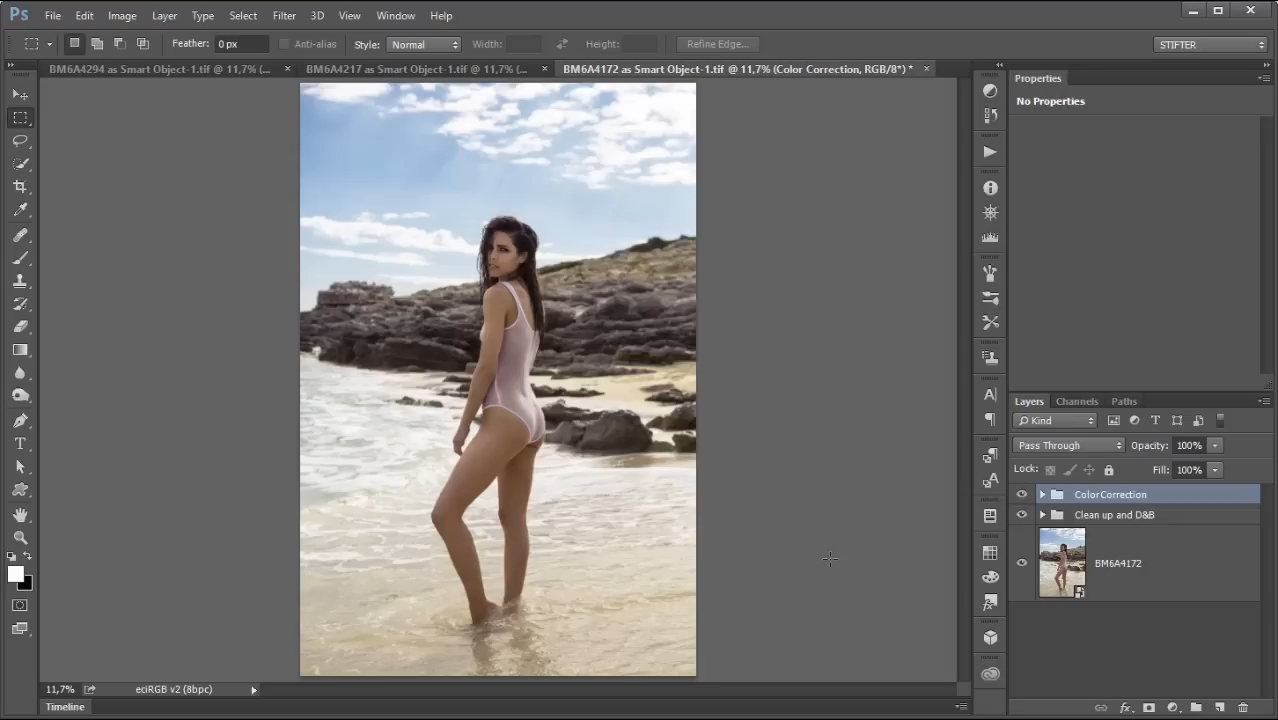 Ps File Edit Image Layer Type Select Filter 3D View Window Help
Feather: 0 px Anti-alias Style: Normal Width: Height: Refine Edge... STIFTER
BM6A4294 as Smart Object-1.tif @ 11,7% (... × BM6A4217 as Smart Object-1.tif @ 11,7% (... × BM6A4172 as Smart Object-1.tif @ 11,7% (Color Correction, RGB/8*) * ×
Properties
No Properties
Layers Channels Paths
Kind
Pass Through Opacity: 100%
Lock: Fill: 100%
Color Correction
Clean up and D&B
BM6A4172
11,7% eciRGB v2 (8bpc)
Timeline